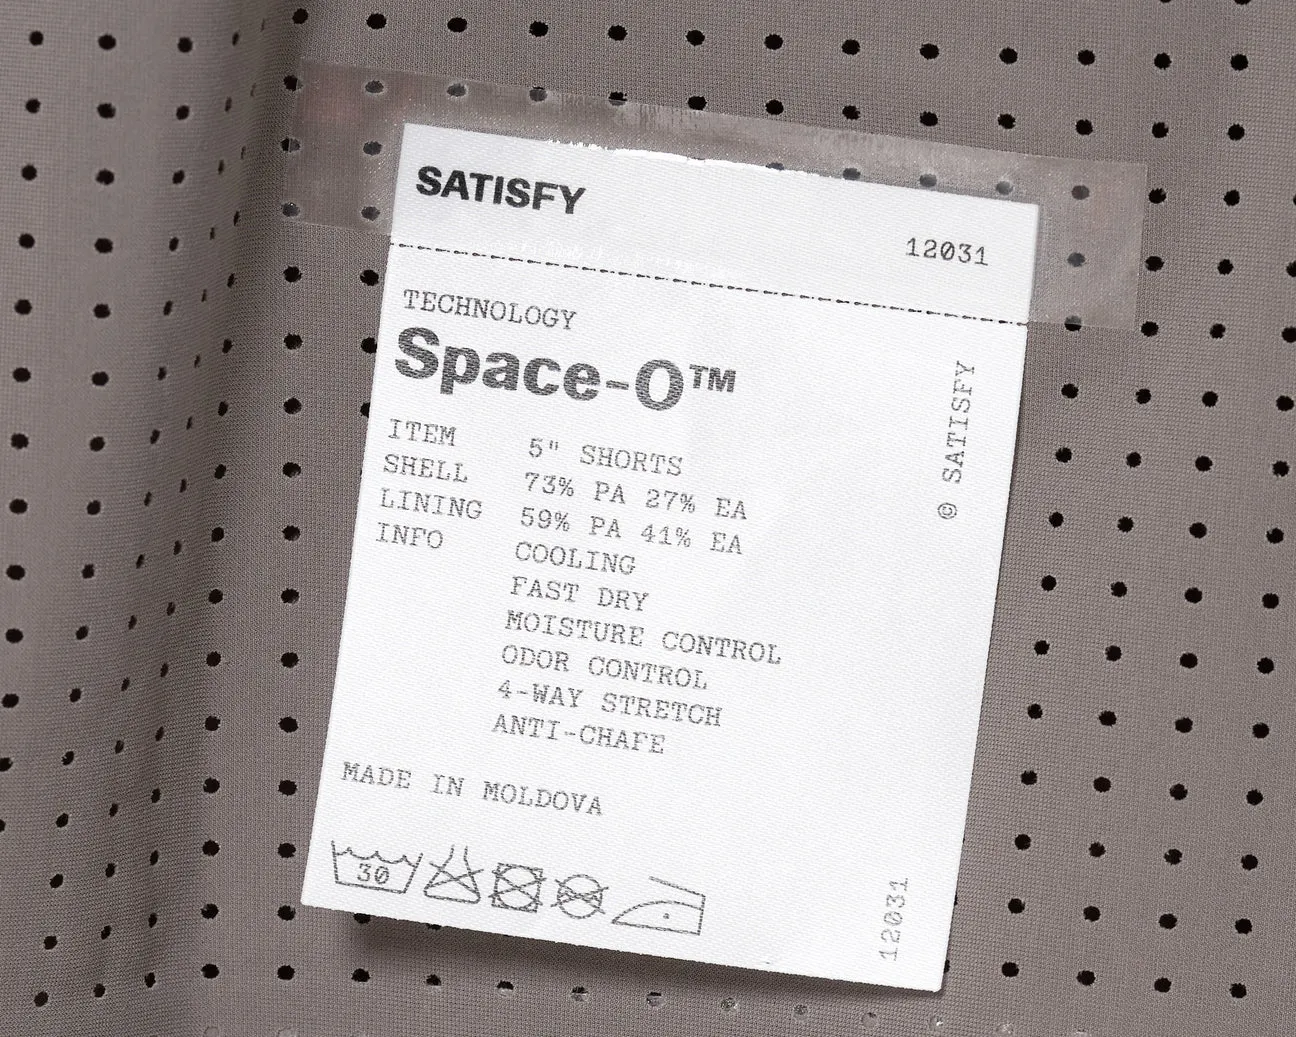 SATISFY
12031
TECHNOLOGY
Space-O™
ITEM 5" SHORTS
SHELL 73% PA 27% EA
LINING 59% PA 41% EA
INFO COOLING
FAST DRY
MOISTURE CONTROL
ODOR CONTROL
4-WAY STRETCH
ANTI-CHAFE
MADE IN MOLDOVA
30
© SATISFY
12031